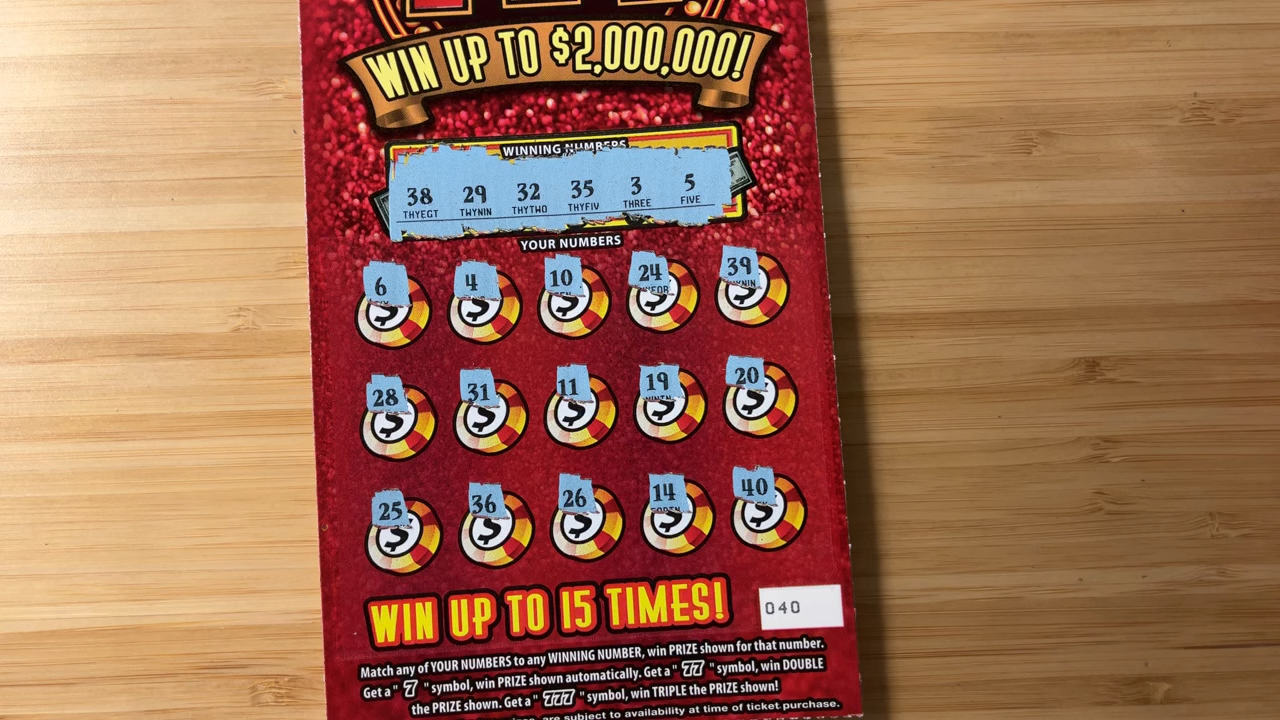 WIN UP TO $2,000,000!
WINNING NUMBERS
38 29 32 35 3 5
THYEGT TWYNIN THYTWO THYFIV THREE FIVE
YOUR NUMBERS
6 4 10 24 39
28 31 11 19 20
25 36 26 14 40
WIN UP TO 15 TIMES!
040
Match any of YOUR NUMBERS to any WINNING NUMBER, win PRIZE shown for that number.
Get a " 7 " symbol, win PRIZE shown automatically. Get a " 77 " symbol, win DOUBLE
the PRIZE shown. Get a " 777 " symbol, win TRIPLE the PRIZE shown!
are subject to availability at time of ticket purchase.